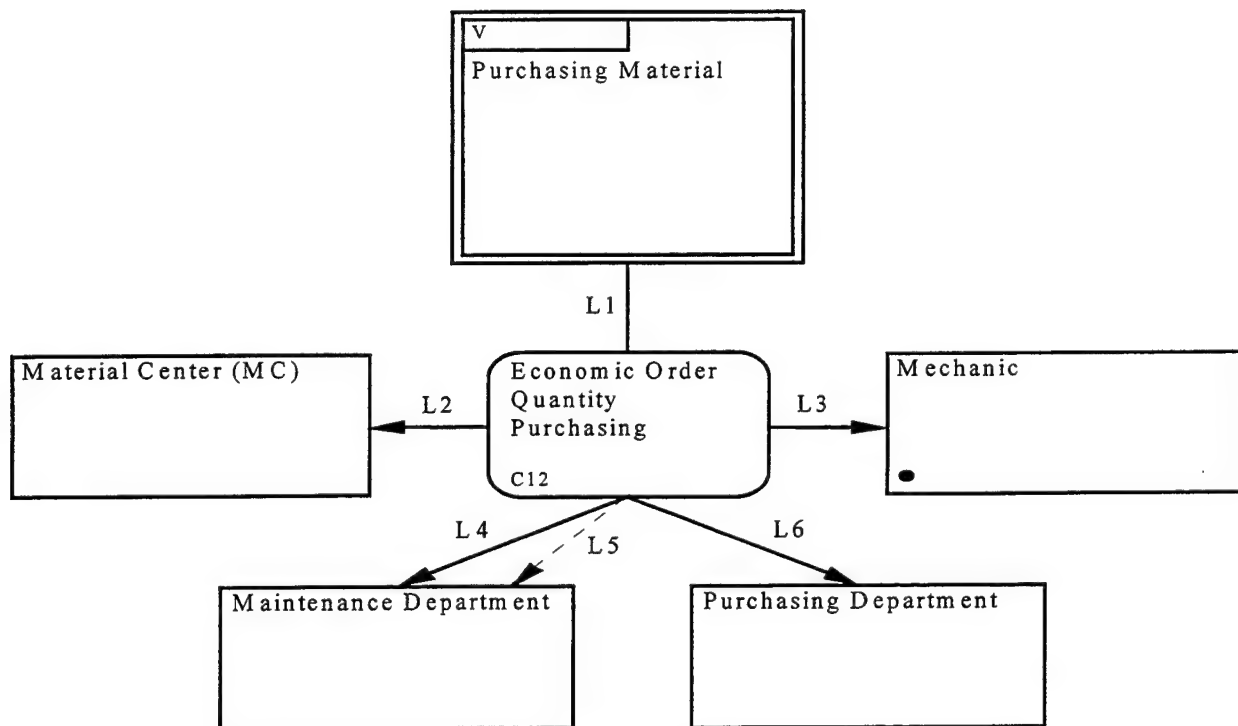 V
Purchasing Material
L1
Material Center (MC)
L2
Economic Order
Quantity
Purchasing
C12
L3
Mechanic
L4
L5
L6
Maintenance Department
Purchasing Department